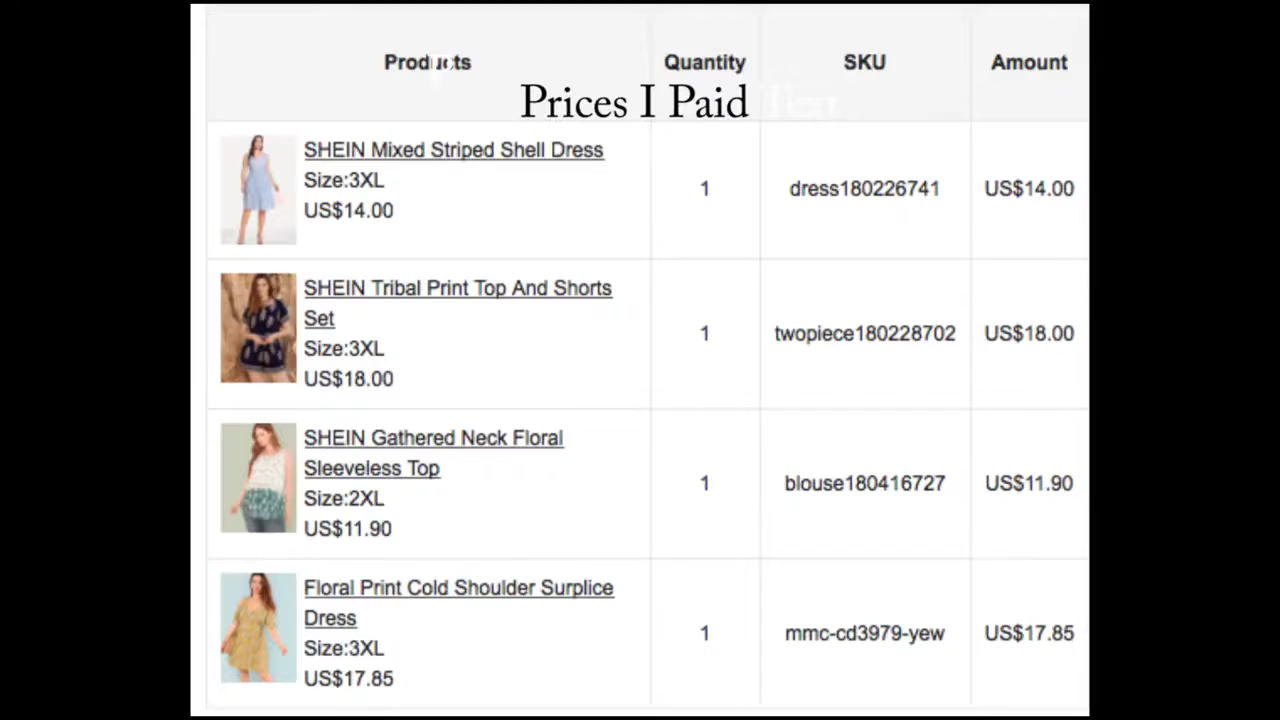 Products Quantity SKU Amount
Prices I Paid Text
SHEIN Mixed Striped Shell Dress
Size:3XL
US$14.00
1
dress180226741
US$14.00
SHEIN Tribal Print Top And Shorts
Set
Size:3XL
US$18.00
1
twopiece180228702
US$18.00
SHEIN Gathered Neck Floral
Sleeveless Top
Size:2XL
US$11.90
1
blouse180416727
US$11.90
Floral Print Cold Shoulder Surplice
Dress
Size:3XL
US$17.85
1
mmc-cd3979-yew
US$17.85